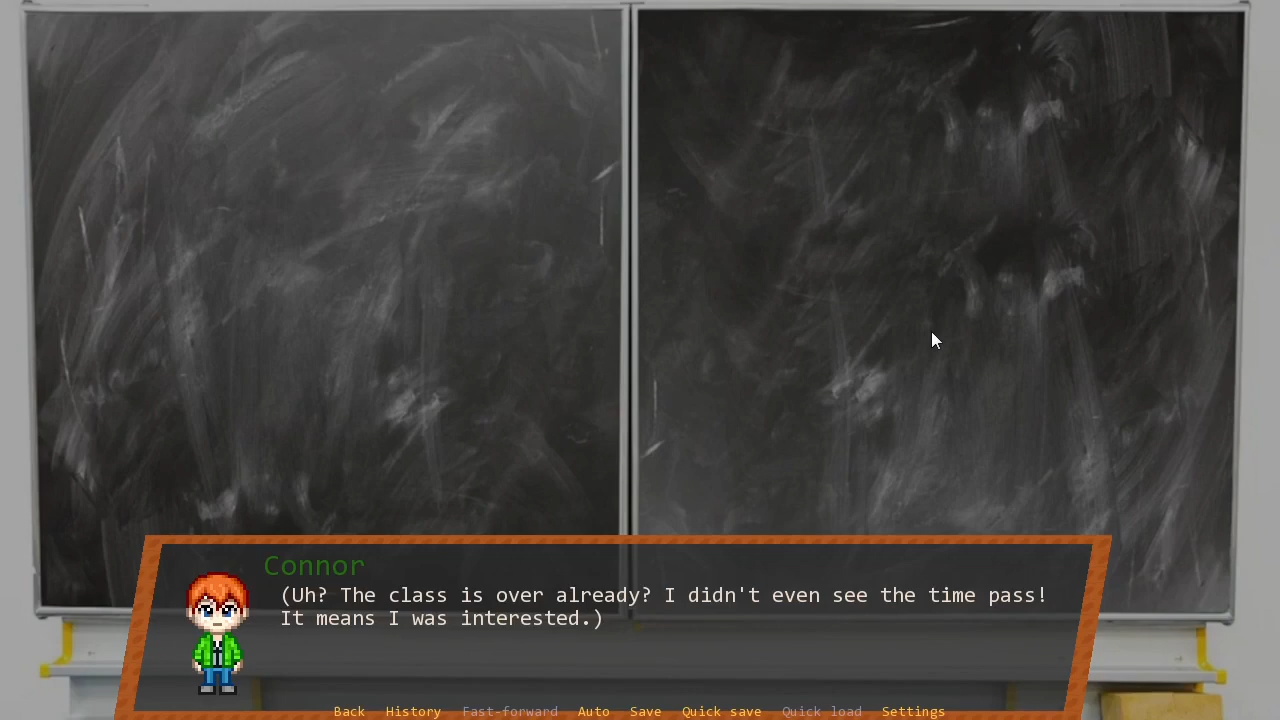 Connor
(Uh? The class is over already? I didn't even see the time pass!
It means I was interested.)
Back History Fast-forward Auto Save Quick save Quick load Settings